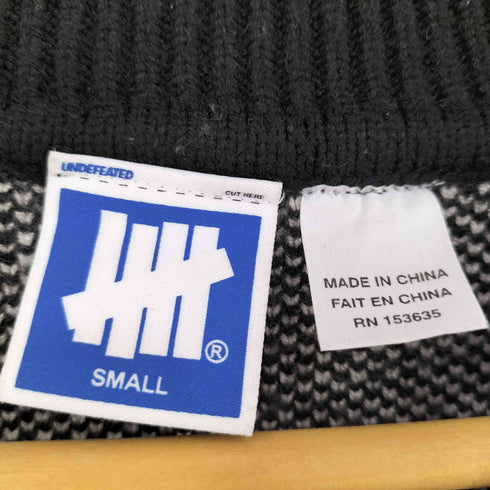 UNDEFEATED
CUT HERE
®
SMALL
MADE IN CHINA
FAIT EN CHINA
RN 153635